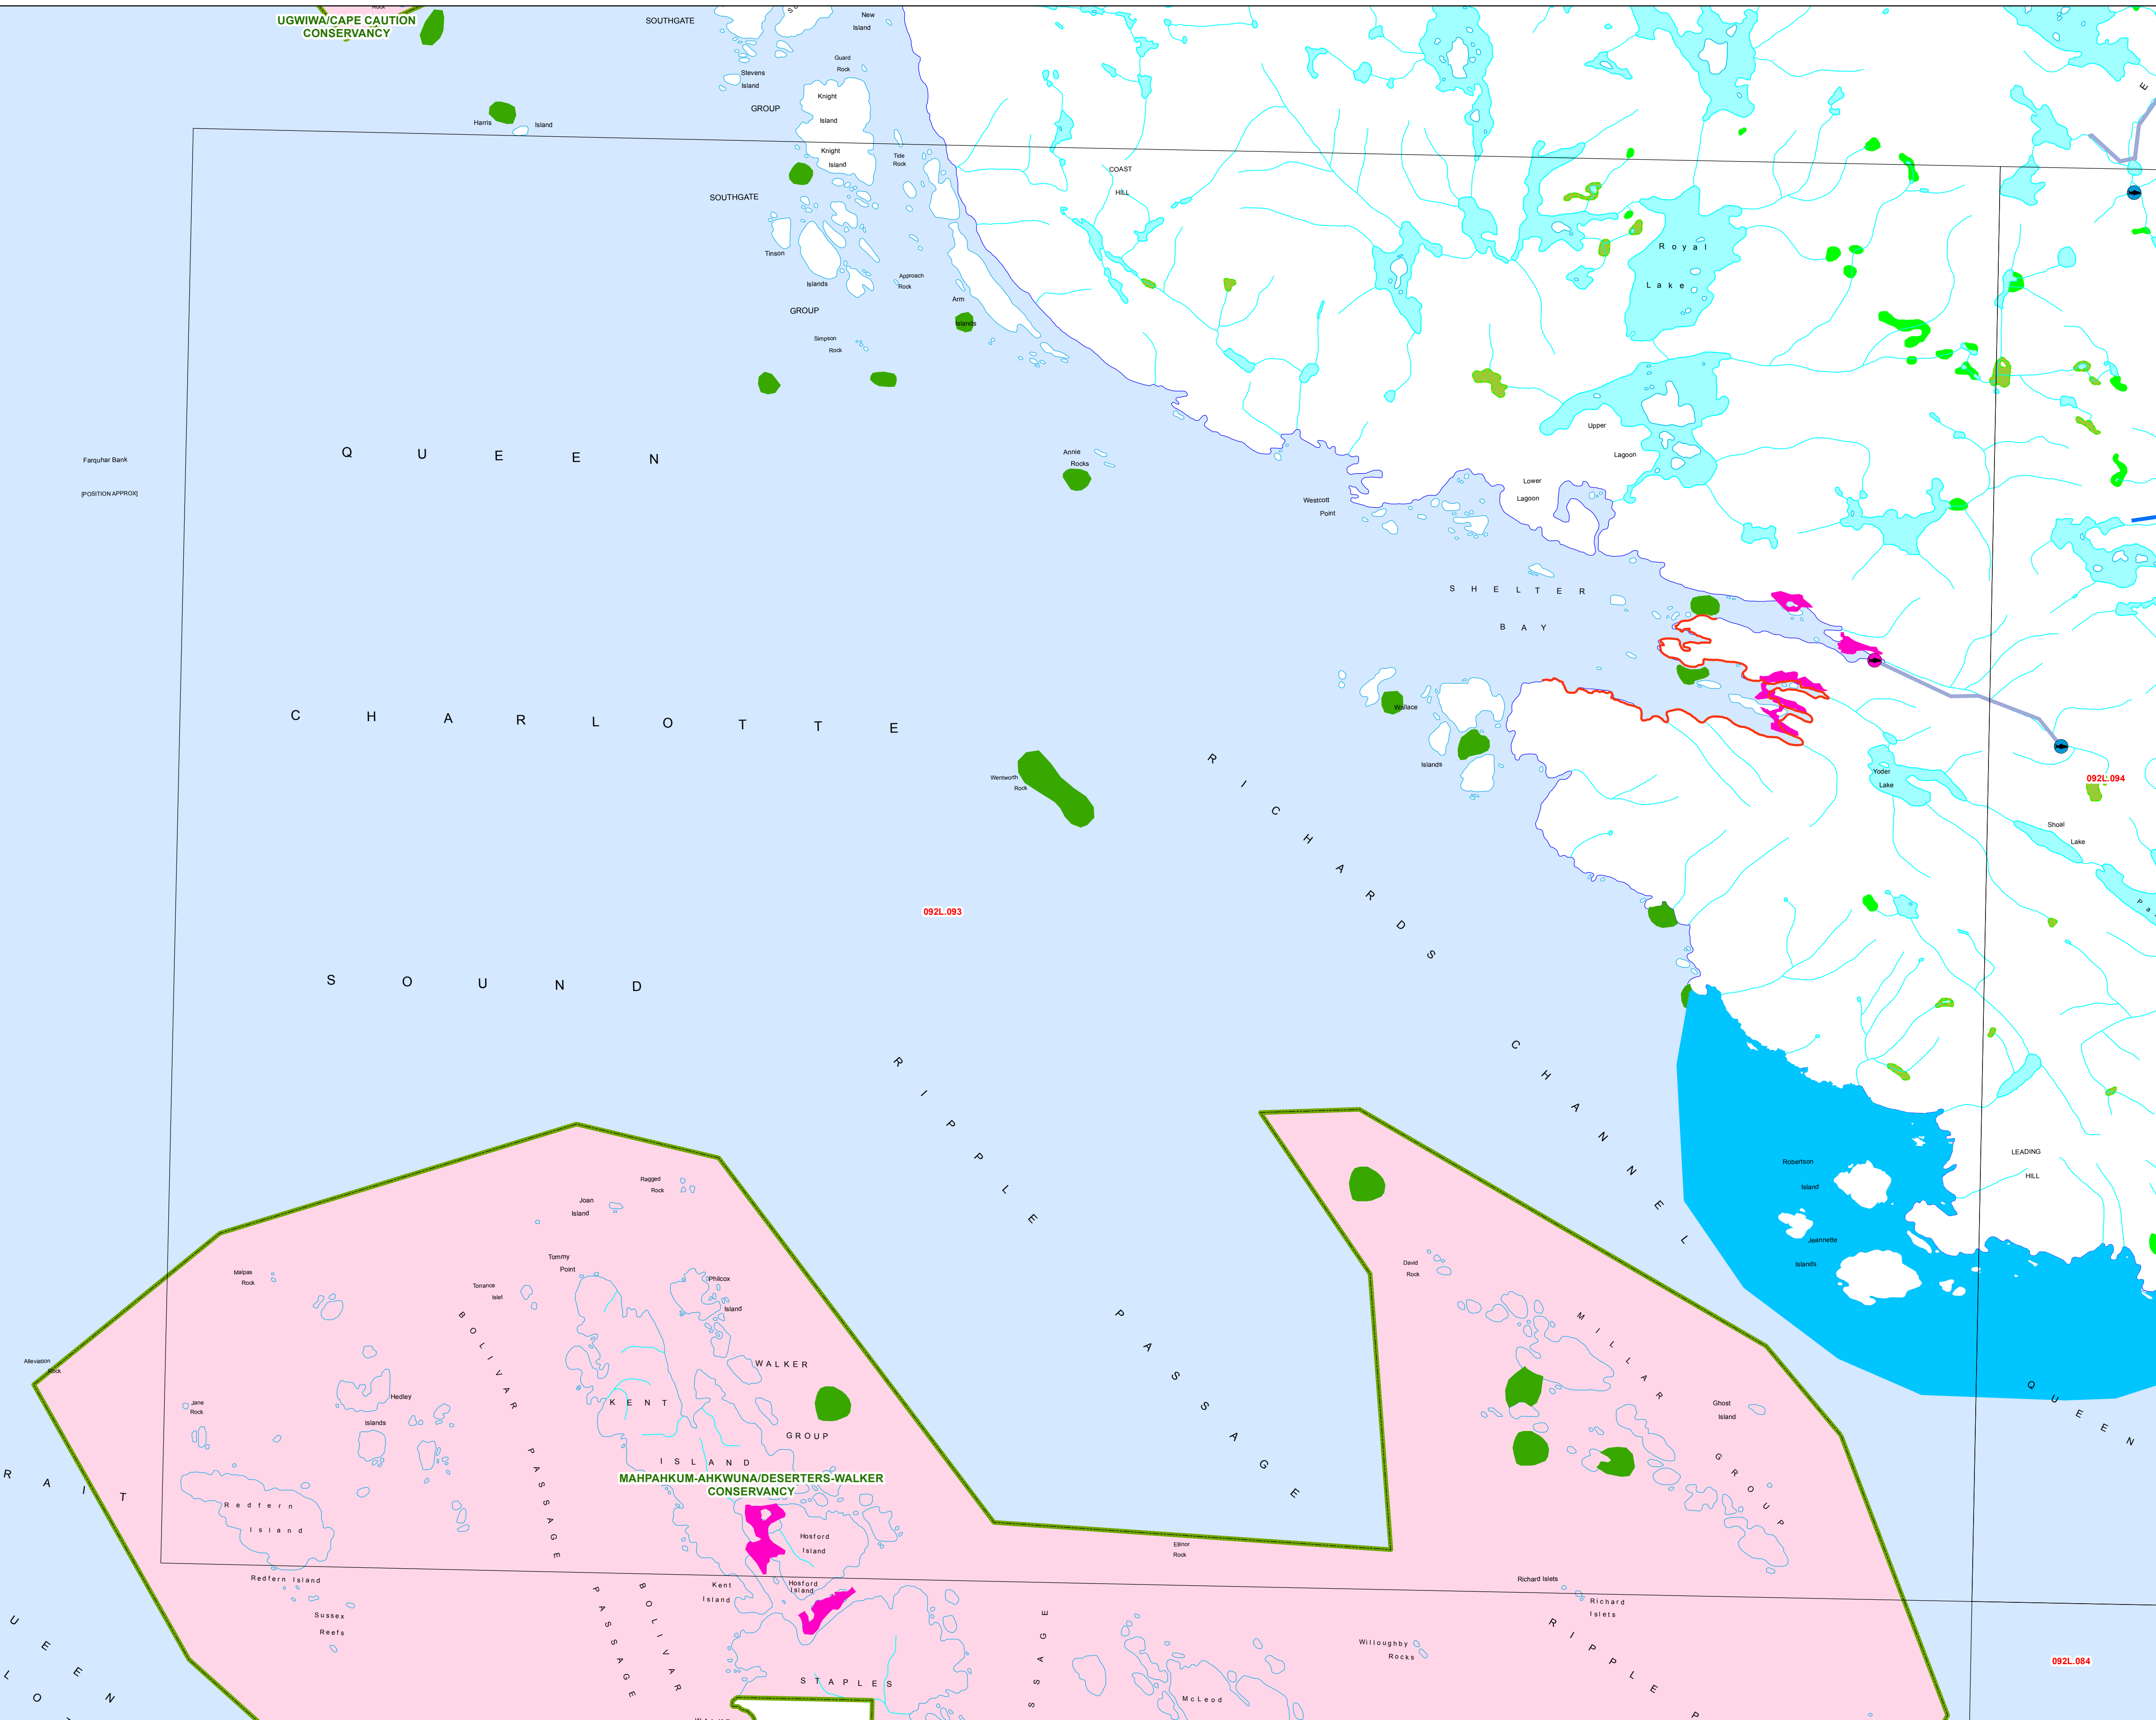 Rock
UGWIWA/CAPE CAUTION
CONSERVANCY
SOUTHGATE
New
Island
Guard
Rock
Stevens
Island
Knight
Island
GROUP
Harris
Island
Knight
Island
Tide
Rock
COAST
HILL
SOUTHGATE
Tinson
Islands
Approach
Rock
Arm
Islands
GROUP
Simpson
Rock
Royal
Lake
Farquhar Bank
[POSITION APPROX]
QUEEN
Annie
Rocks
Upper
Lagoon
Lower
Lagoon
Westcott
Point
SHELTER
BAY
CHARLOTTE
Wallace
Islands
Wentworth
Rock
RICHARDS
Yoder
Lake
092L.094
Shoal
Lake
092L.093
SOUND
RIPPLE
CHANNEL
LEADING
HILL
Robertson
Island
Jeannette
Islands
Ragged
Rock
Joan
Island
Tommy
Point
Malpas
Rock
Torrance
Islet
Philcox
Island
David
Rock
BOLIVAR
PASSAGE
MILLAR
Alleviation
Rock
WALKER
Jane
Rock
Hedley
Islands
KENT
GROUP
ISLAND
Ghost
Island
QUEEN
GROUP
PASSAGE
RAIT
MAHPAHKUM-AHKWUNA/DESERTERS-WALKER
CONSERVANCY
Redfern
Island
Hosford
Island
Ellinor
Rock
Redfern Island
Kent
Island
Hosford
Island
Richard Islets
Richard
Islets
Sussex
Reefs
PASSAGE
BOLIVAR
SSAGE
Willoughby
Rocks
RIPPLE
P
UEEN
LO
STAPLES
McLeod
092L.084